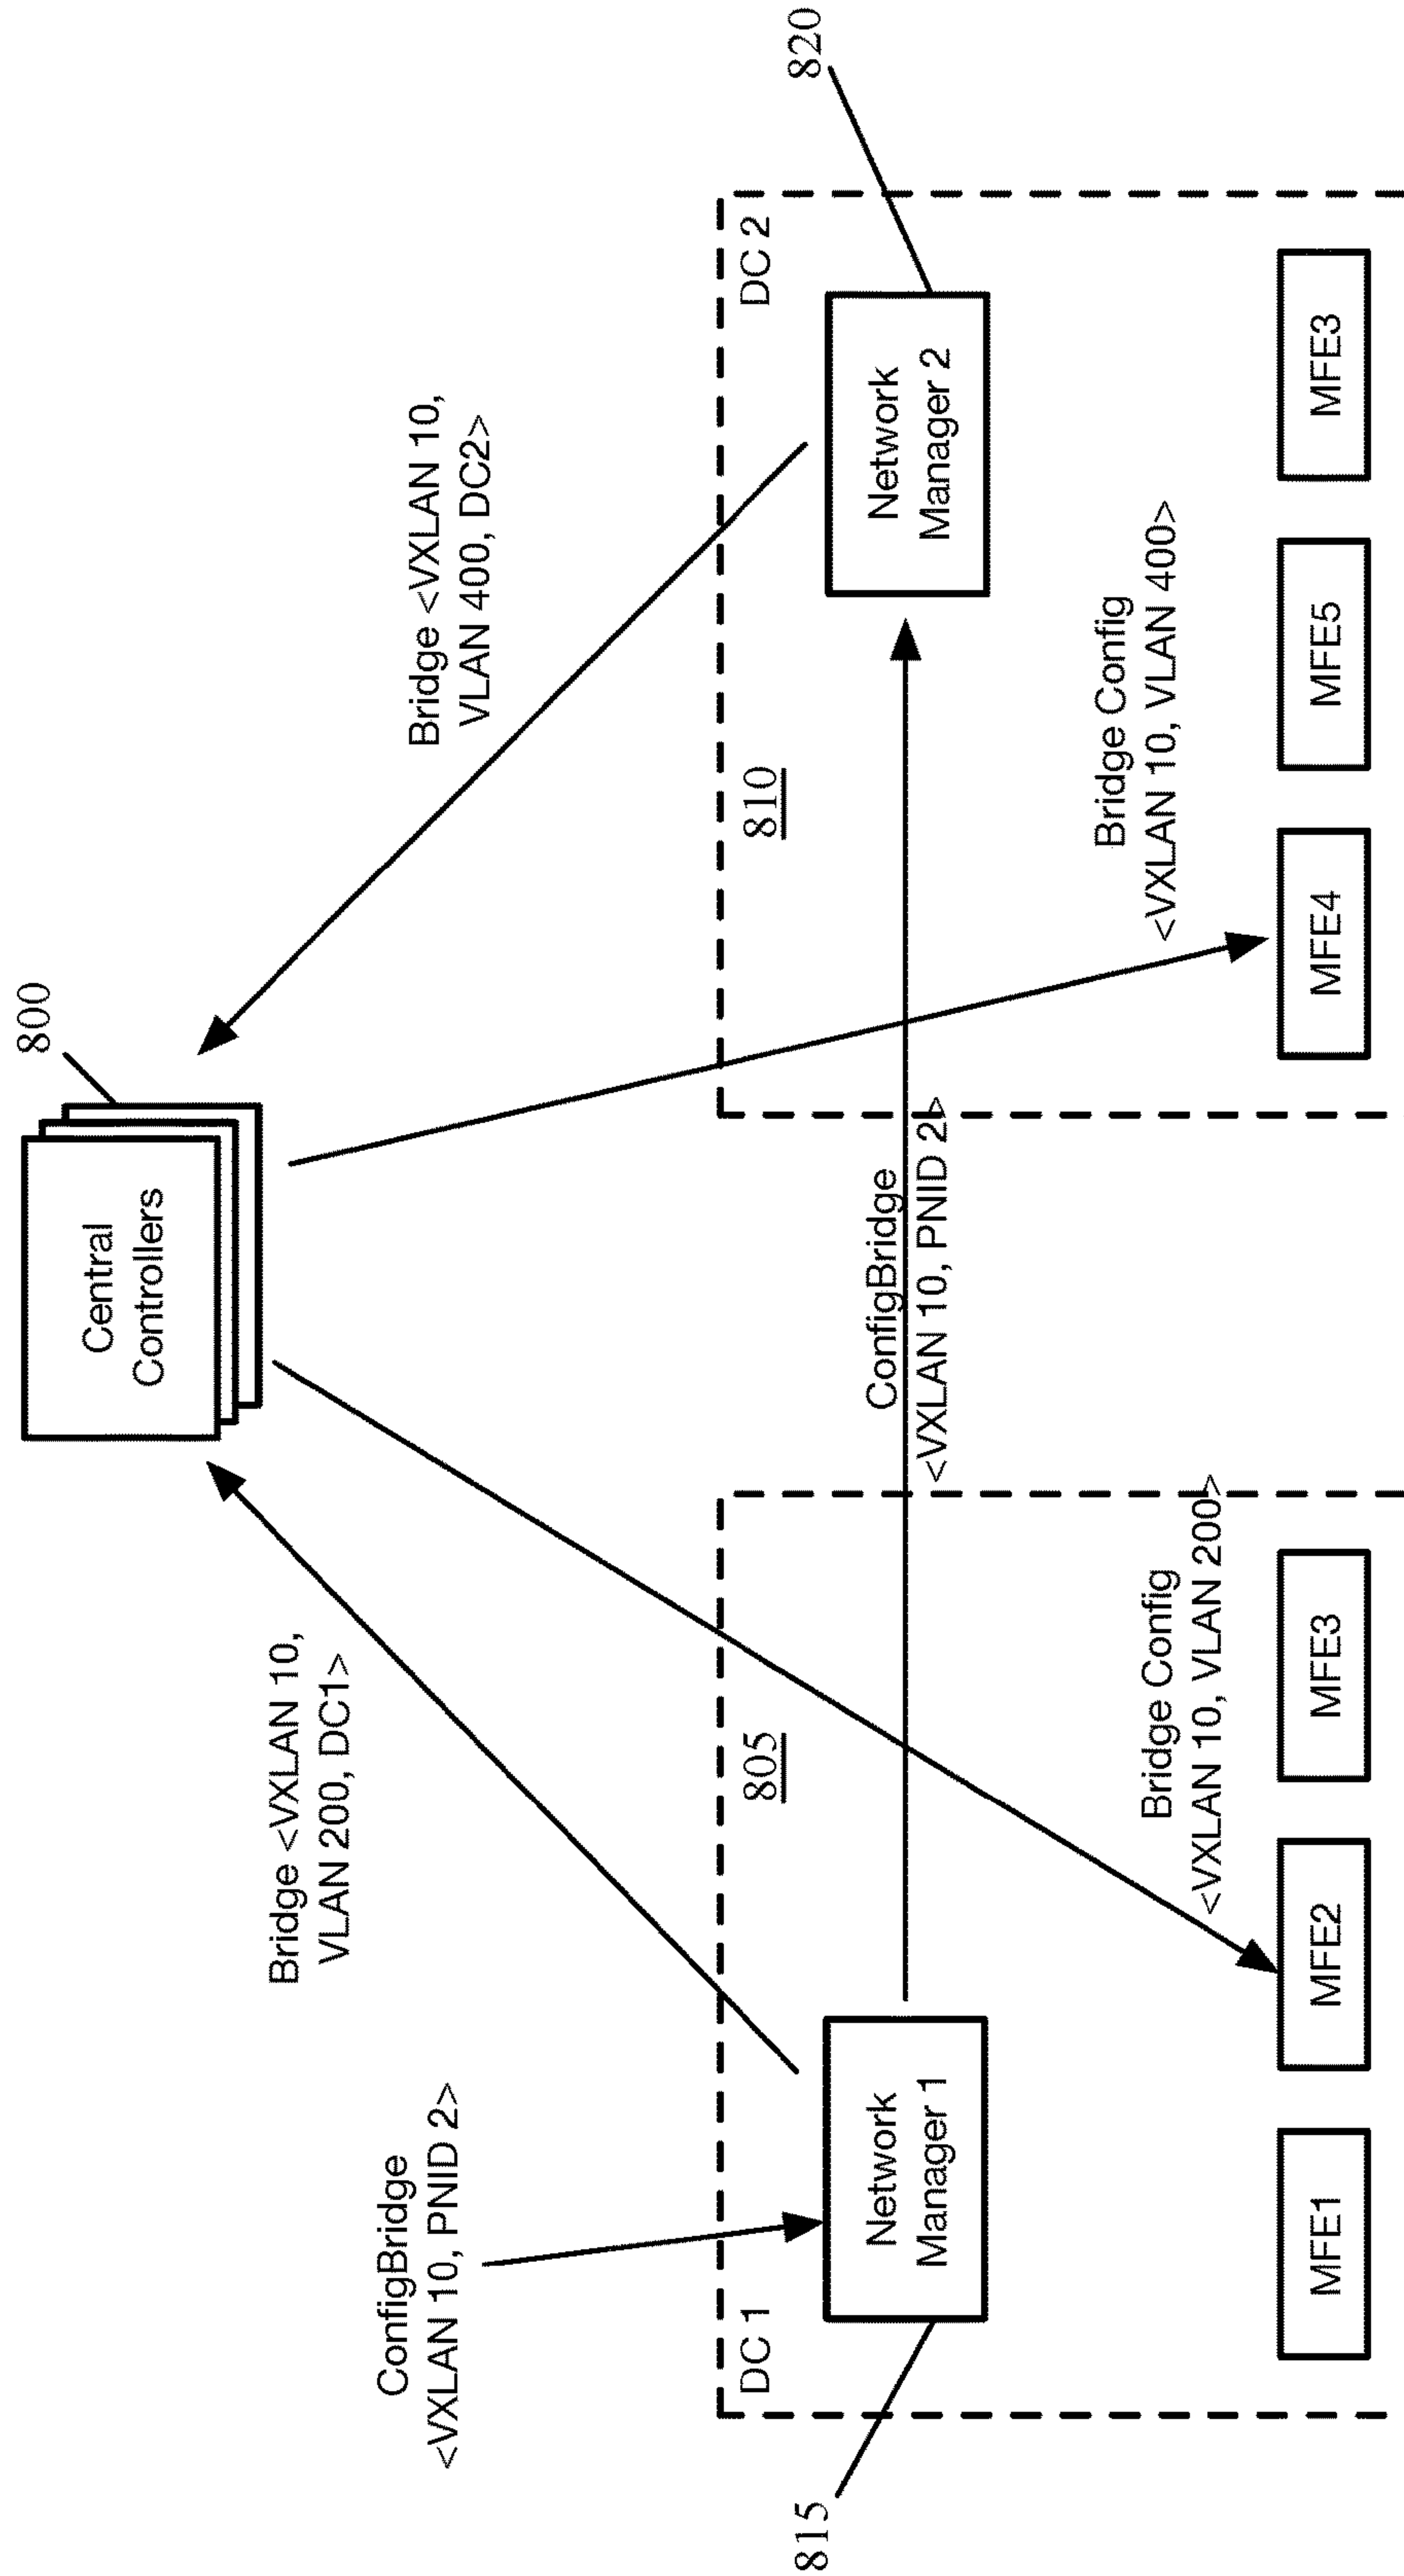 800
Central
Controllers
Bridge <VXLAN 10,
VLAN 200, DC1>
Bridge <VXLAN 10,
VLAN 400, DC2>
ConfigBridge
<VXLAN 10, PNID 2>
DC 1
805
810
DC 2
815
Network
Manager 1
ConfigBridge
<VXLAN 10, PNID 2>
Network
Manager 2
820
Bridge Config
<VXLAN 10, VLAN 200>
Bridge Config
<VXLAN 10, VLAN 400>
MFE1
MFE2
MFE3
MFE4
MFE5
MFE3